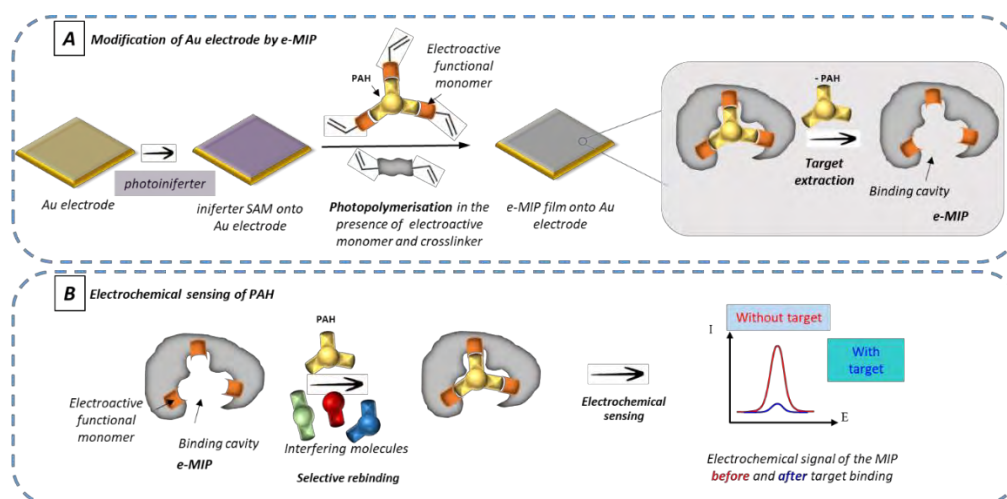 A Modification of Au electrode by e-MIP
PAH
Electroactive
functional
monomer
- PAH
Target
extraction
Binding cavity
e-MIP
photoiniferter
Au electrode
iniferter SAM onto
Au electrode
Photopolymerisation in the
presence of electroactive
monomer and crosslinker
e-MIP film onto Au
electrode
B Electrochemical sensing of PAH
PAH
Electroactive
functional
monomer
Binding cavity
e-MIP
Interfering molecules
Selective rebinding
Electrochemical
sensing
Without target
I
With
target
E
Electrochemical signal of the MIP
before and after target binding